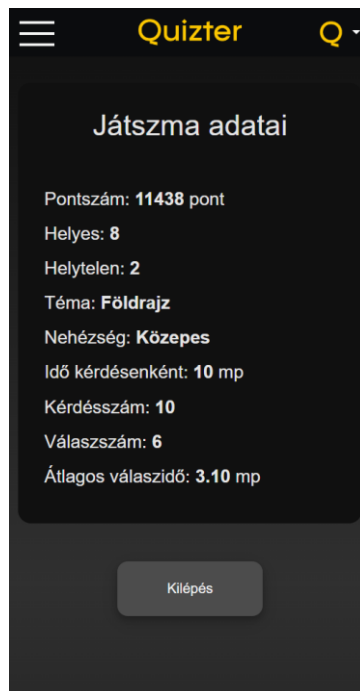 Quizter
Q
Játszma adatai
Pontszám: 11438 pont
Helyes: 8
Helytelen: 2
Téma: Földrajz
Nehézség: Közepes
Idő kérdésenként: 10 mp
Kérdésszám: 10
Válaszszám: 6
Átlagos válaszidő: 3.10 mp
Kilépés